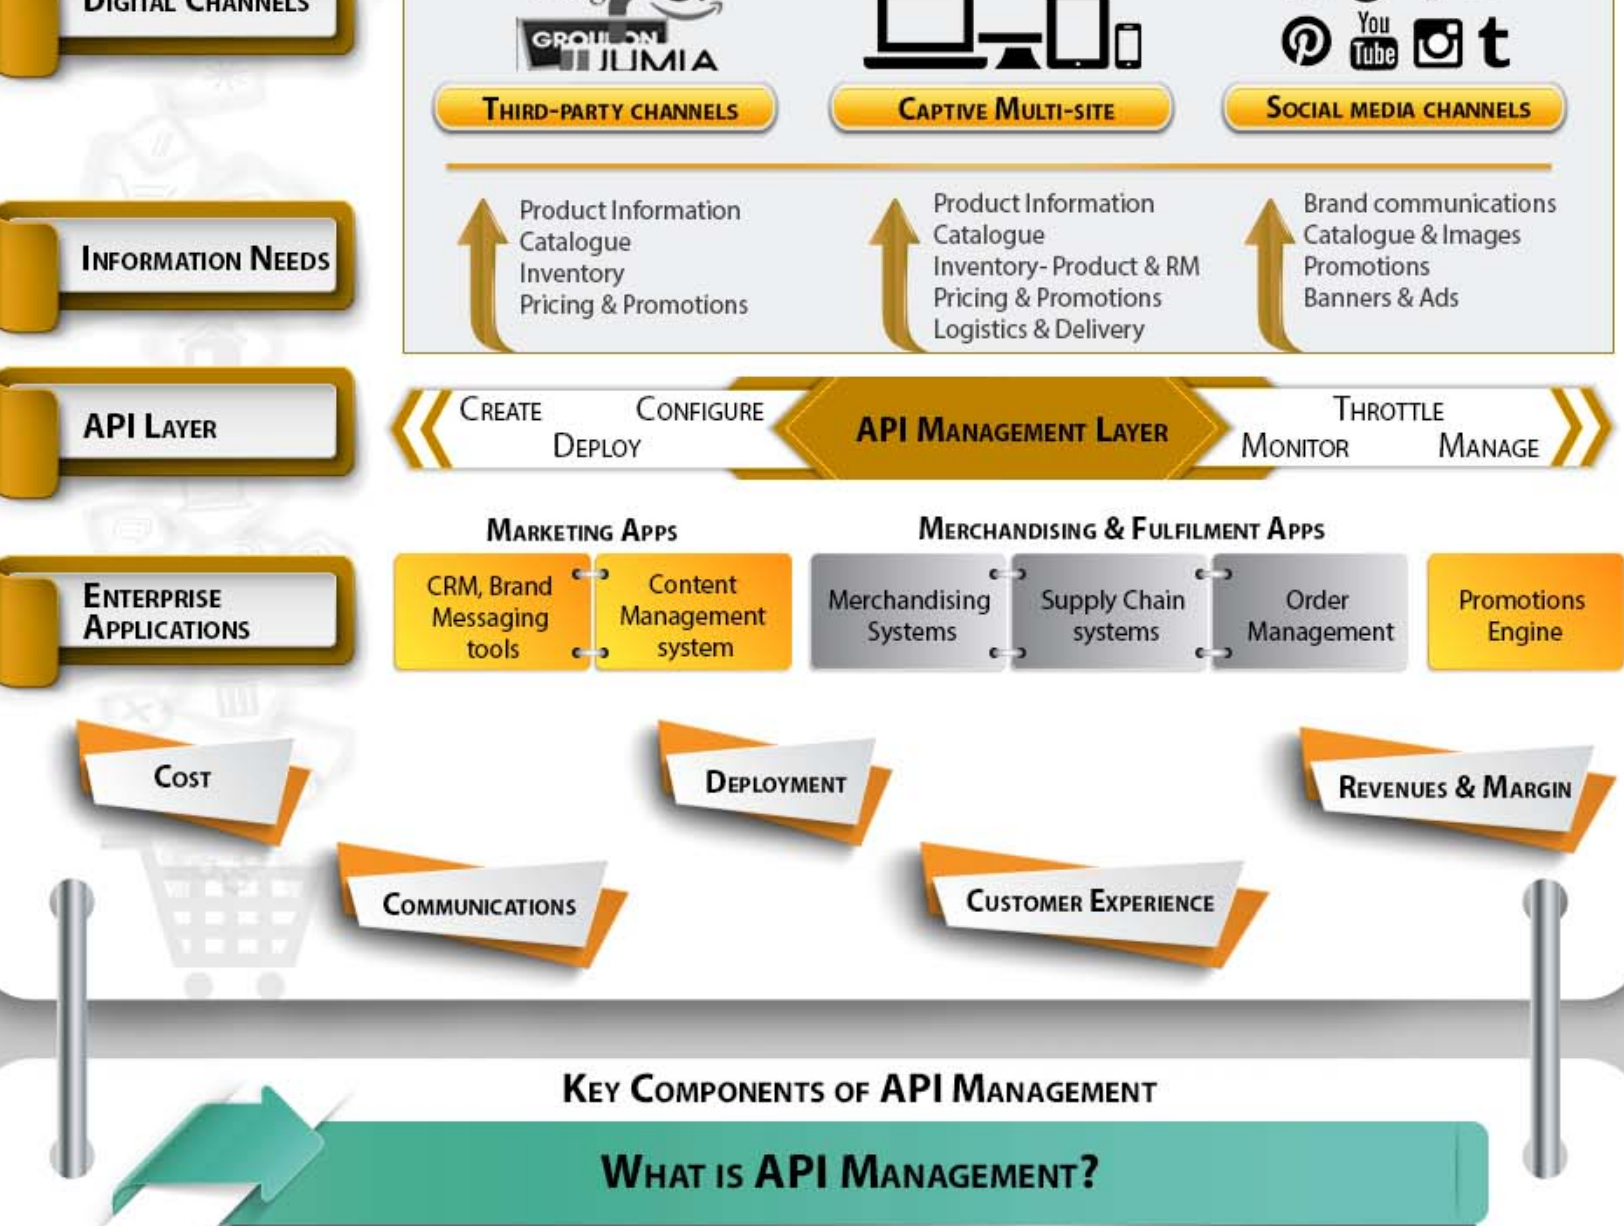 DIGITAL CHANNELS
GROUPON
JUMIA
You
Tube
THIRD-PARTY CHANNELS
CAPTIVE MULTI-SITE
SOCIAL MEDIA CHANNELS
INFORMATION NEEDS
Product Information
Catalogue
Inventory
Pricing & Promotions
Product Information
Catalogue
Inventory- Product & RM
Pricing & Promotions
Logistics & Delivery
Brand communications
Catalogue & Images
Promotions
Banners & Ads
API LAYER
CREATE CONFIGURE
DEPLOY
API MANAGEMENT LAYER
THROTTLE
MONITOR MANAGE
MARKETING APPS
MERCHANDISING & FULFILMENT APPS
ENTERPRISE
APPLICATIONS
CRM, Brand
Messaging
tools
Content
Management
system
Merchandising
Systems
Supply Chain
systems
Order
Management
Promotions
Engine
COST
DEPLOYMENT
REVENUES & MARGIN
COMMUNICATIONS
CUSTOMER EXPERIENCE
KEY COMPONENTS OF API MANAGEMENT
WHAT IS API MANAGEMENT?